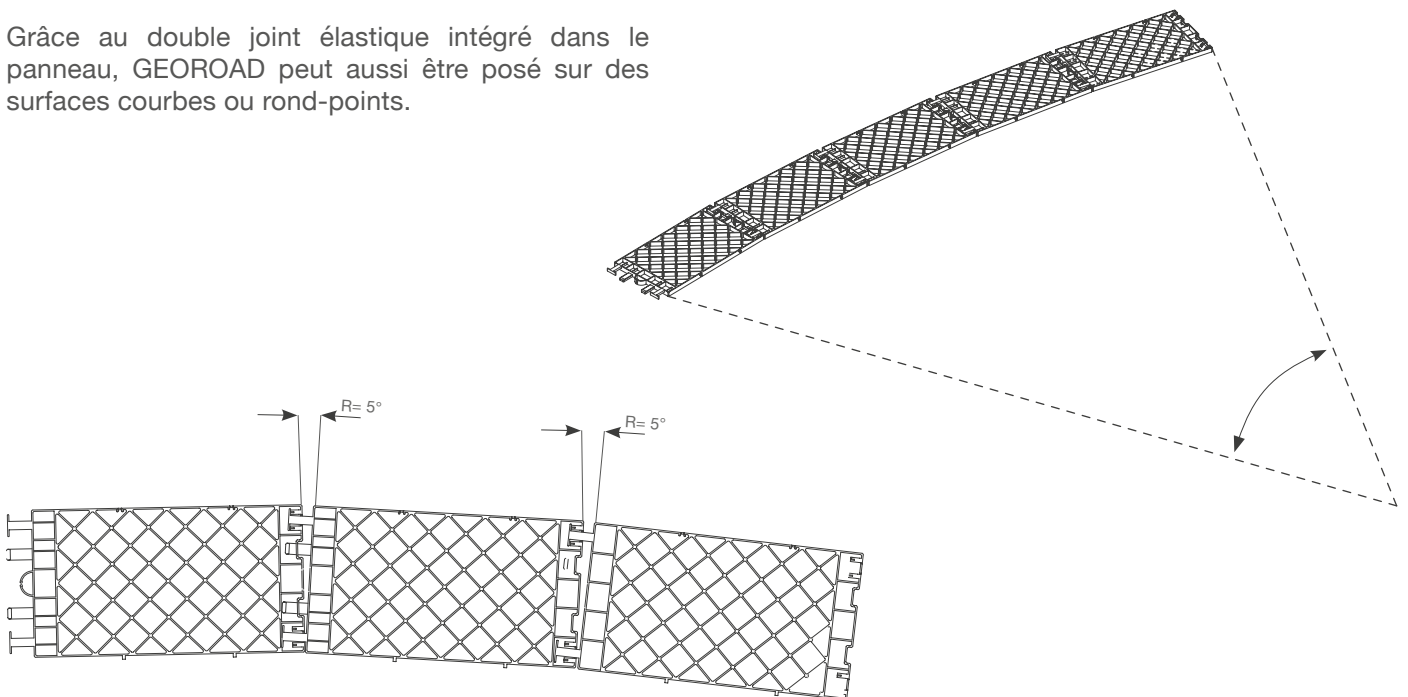 Grâce au double joint élastique intégré dans le
panneau, GEOROAD peut aussi être posé sur des
surfaces courbes ou rond-points.
R= 5°
R= 5°